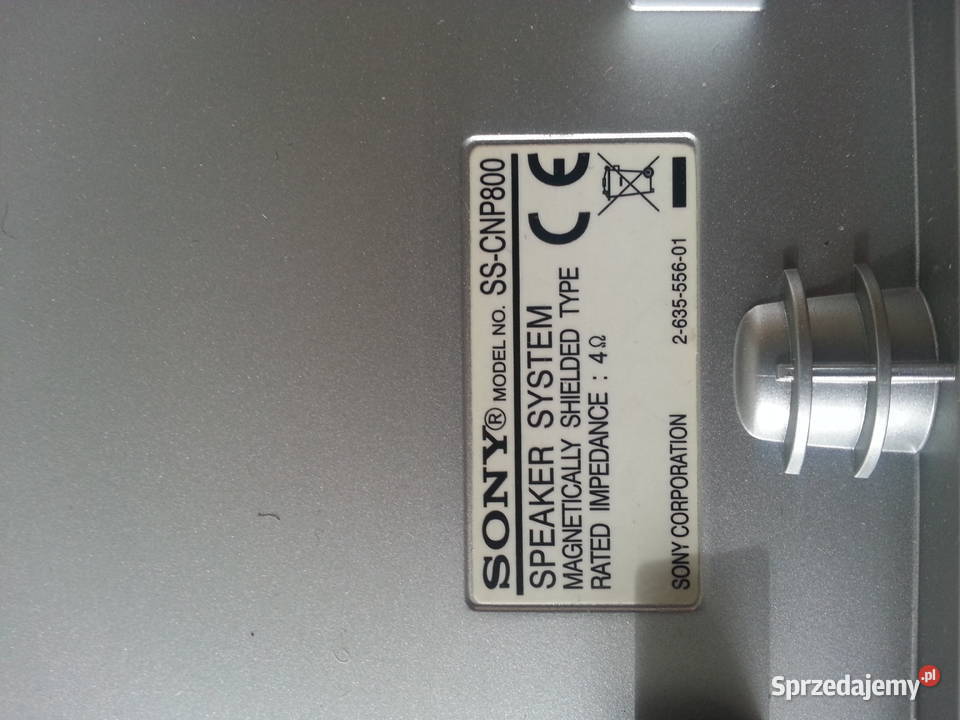 SONY® MODEL NO. SS-CNP800
SPEAKER SYSTEM
MAGNETICALLY SHIELDED TYPE
RATED IMPEDANCE : 4Ω
CE
SONY CORPORATION 2-635-556-01
Sprzedajemy.pl